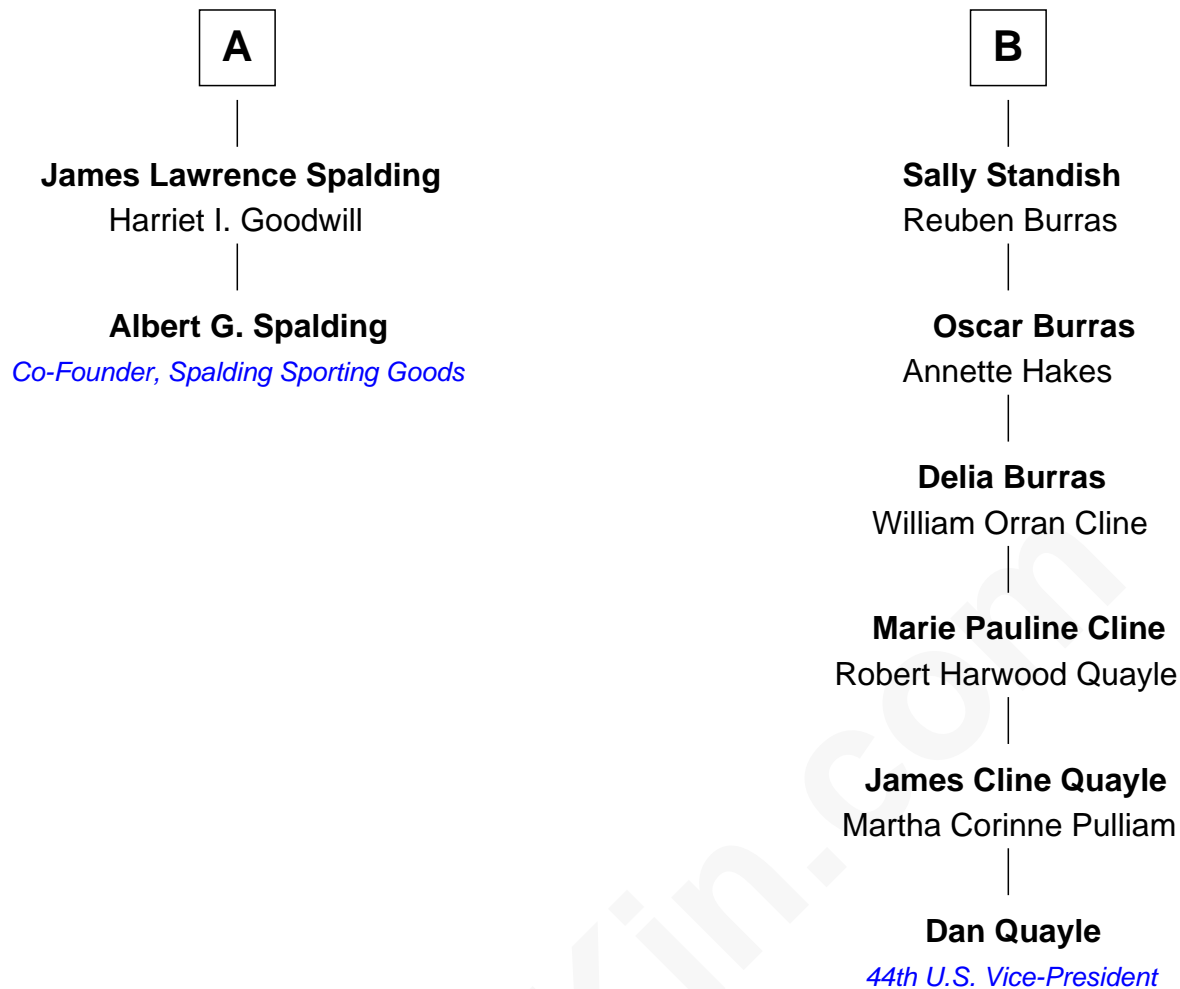 A
James Lawrence Spalding
Harriet I. Goodwill
Albert G. Spalding
Co-Founder, Spalding Sporting Goods
B
Sally Standish
Reuben Burras
Oscar Burras
Annette Hakes
Delia Burras
William Orran Cline
Marie Pauline Cline
Robert Harwood Quayle
James Cline Quayle
Martha Corinne Pulliam
Dan Quayle
44th U.S. Vice-President